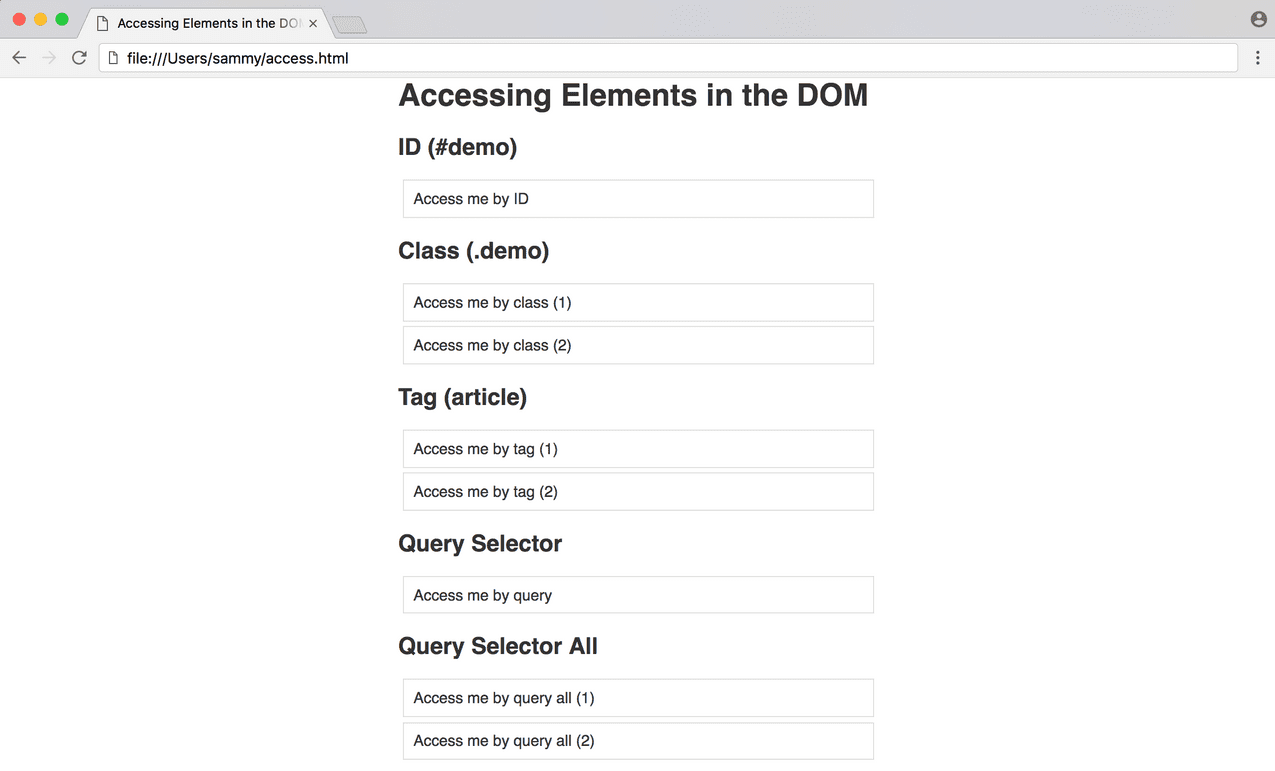 Accessing Elements in the DO
file:///Users/sammy/access.html
Accessing Elements in the DOM
ID (#demo)
Access me by ID
Class (.demo)
Access me by class (1)
Access me by class (2)
Tag (article)
Access me by tag (1)
Access me by tag (2)
Query Selector
Access me by query
Query Selector All
Access me by query all (1)
Access me by query all (2)